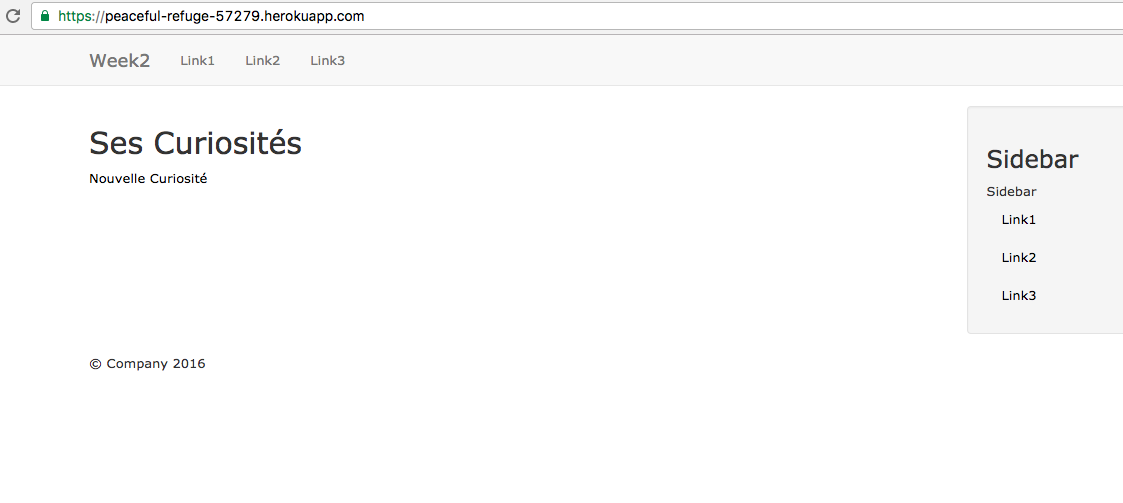 https://peaceful-refuge-57279.herokuapp.com
Week2 Link1 Link2 Link3
Ses Curiosités
Nouvelle Curiosité
Sidebar
Sidebar
Link1
Link2
Link3
© Company 2016